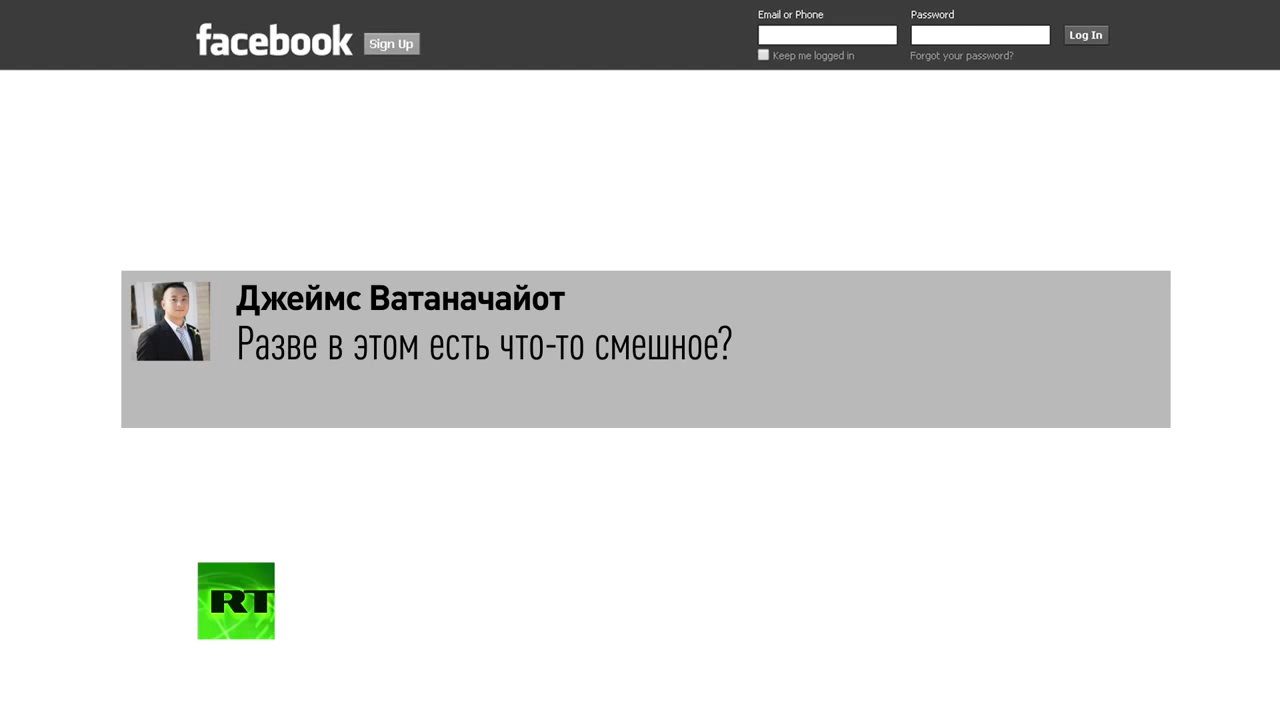 Email or Phone
Password
facebook
Sign Up
Log In
Keep me logged in
Forgot your password?
Джеймс Ватаначайот
Разве в этом есть что-то смешное?
RT